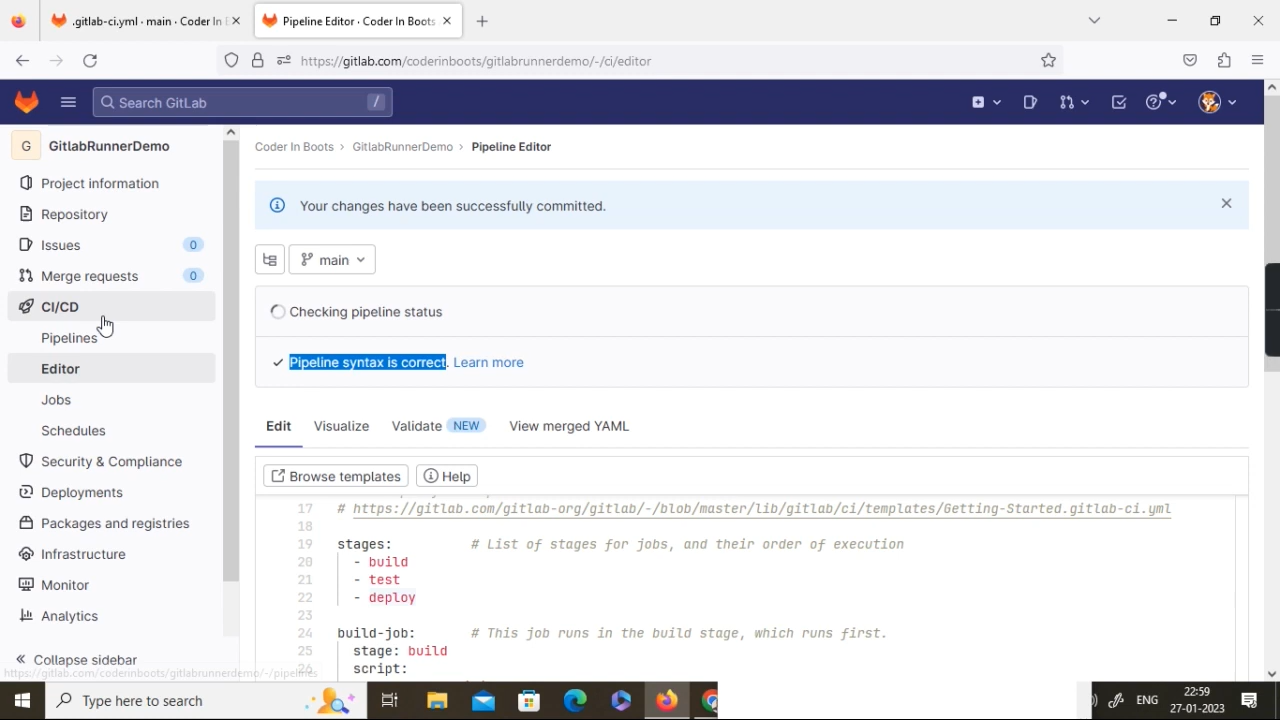 .gitlab-ci.yml · main · Coder In B
Pipeline Editor · Coder In Boots
https://gitlab.com/coderinboots/gitlabrunnerdemo/-/ci/editor
Search GitLab /
G GitlabRunnerDemo
Project information
Repository
Issues 0
Merge requests 0
CI/CD
Pipelines
Editor
Jobs
Schedules
Security & Compliance
Deployments
Packages and registries
Infrastructure
Monitor
Analytics
Collapse sidebar
https://gitlab.com/coderinboots/gitlabrunnerdemo/-/pipelines
Coder In Boots > GitlabRunnerDemo > Pipeline Editor
Your changes have been successfully committed.
main
Checking pipeline status
Pipeline syntax is correct. Learn more
Edit Visualize Validate NEW View merged YAML
Browse templates Help
17 # https://gitlab.com/gitlab-org/gitlab/-/blob/master/lib/gitlab/ci/templates/Getting-Started.gitlab-ci.yml
18
19 stages: # List of stages for jobs, and their order of execution
20 - build
21 - test
22 - deploy
23
24 build-job: # This job runs in the build stage, which runs first.
25 stage: build
26 script:
Type here to search
ENG
22:59
27-01-2023